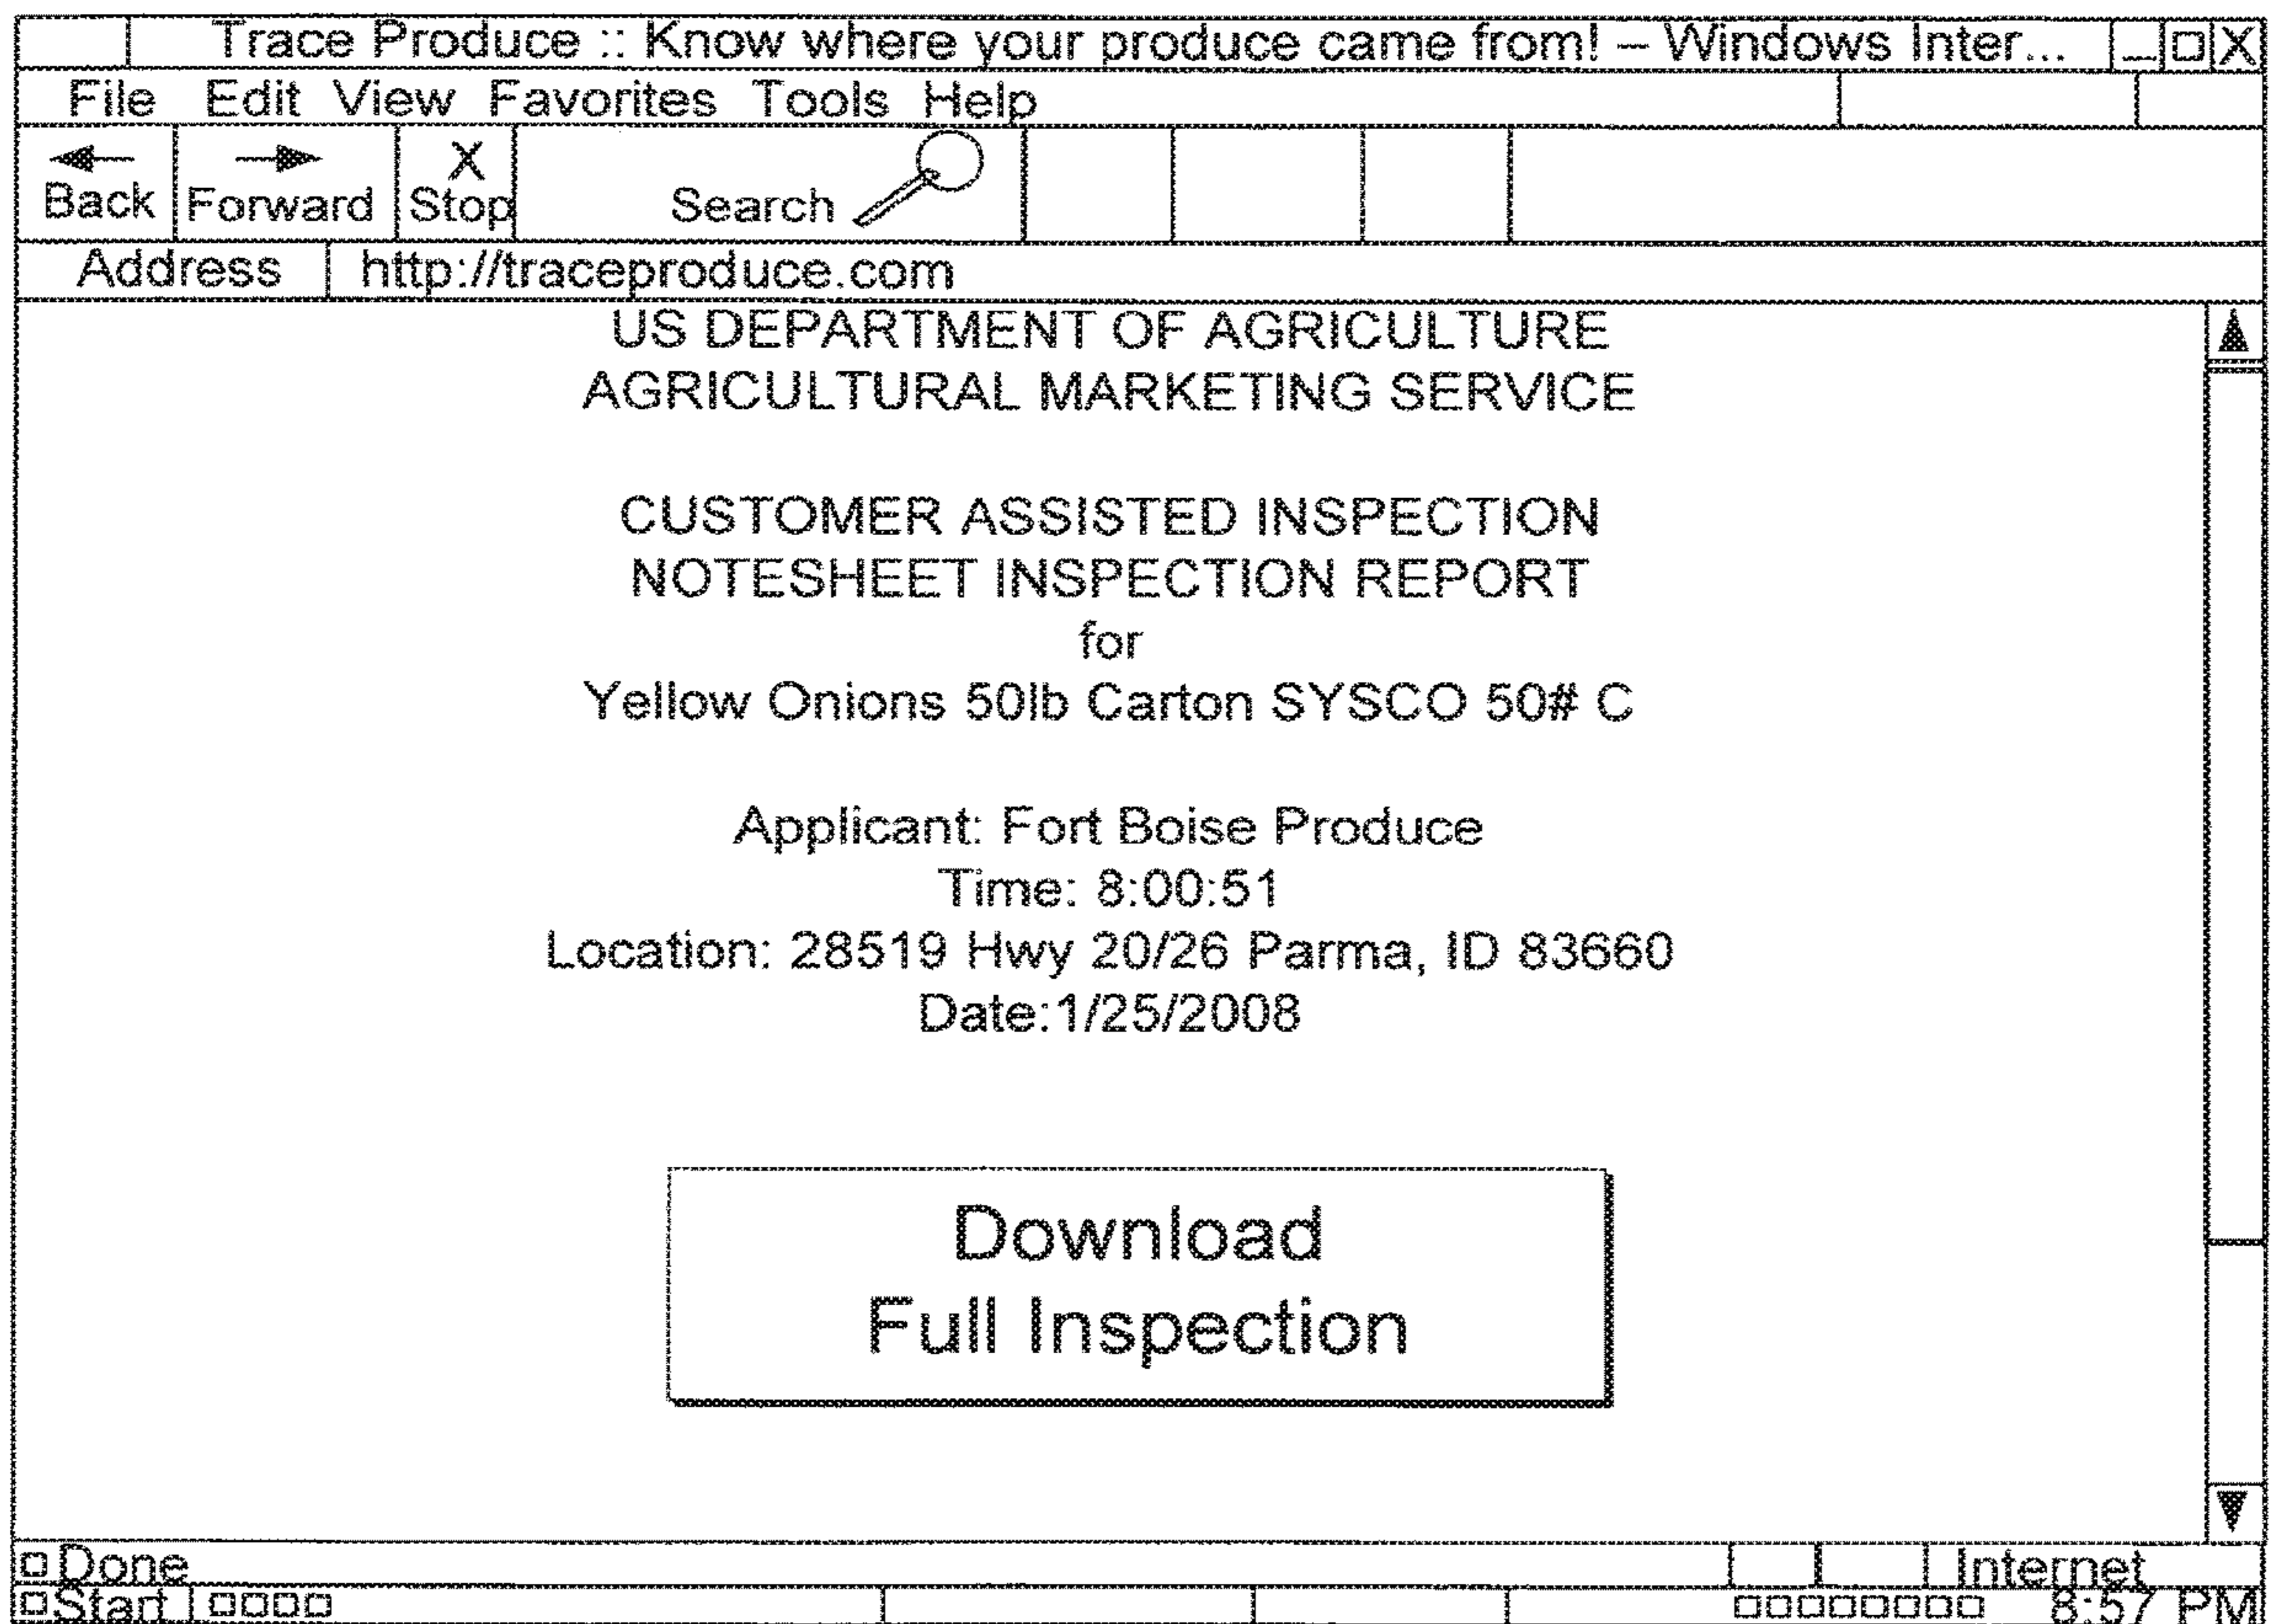 Trace Produce :: Know where your produce came from! – Windows Inter...
File Edit View Favorites Tools Help
X
Back Forward Stop Search
Address http://traceproduce.com
US DEPARTMENT OF AGRICULTURE
AGRICULTURAL MARKETING SERVICE
CUSTOMER ASSISTED INSPECTION
NOTESHEET INSPECTION REPORT
for
Yellow Onions 50lb Carton SYSCO 50# C
Applicant: Fort Boise Produce
Time: 8:00:51
Location: 28519 Hwy 20/26 Parma, ID 83660
Date:1/25/2008
Download
Full Inspection
Done Internet
Start 8:57 PM